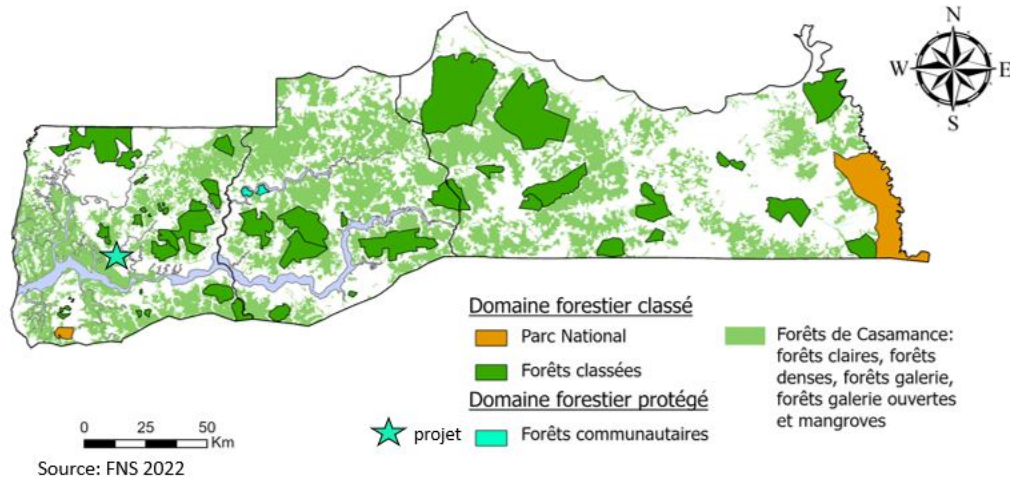 N
W E
S
Domaine forestier classé
Parc National
Forêts classées
Domaine forestier protégé
projet
Forêts communautaires
Forêts de Casamance:
forêts claires, forêts
denses, forêts galerie,
forêts galerie ouvertes
et mangroves
0 25 50
Km
Source: FNS 2022